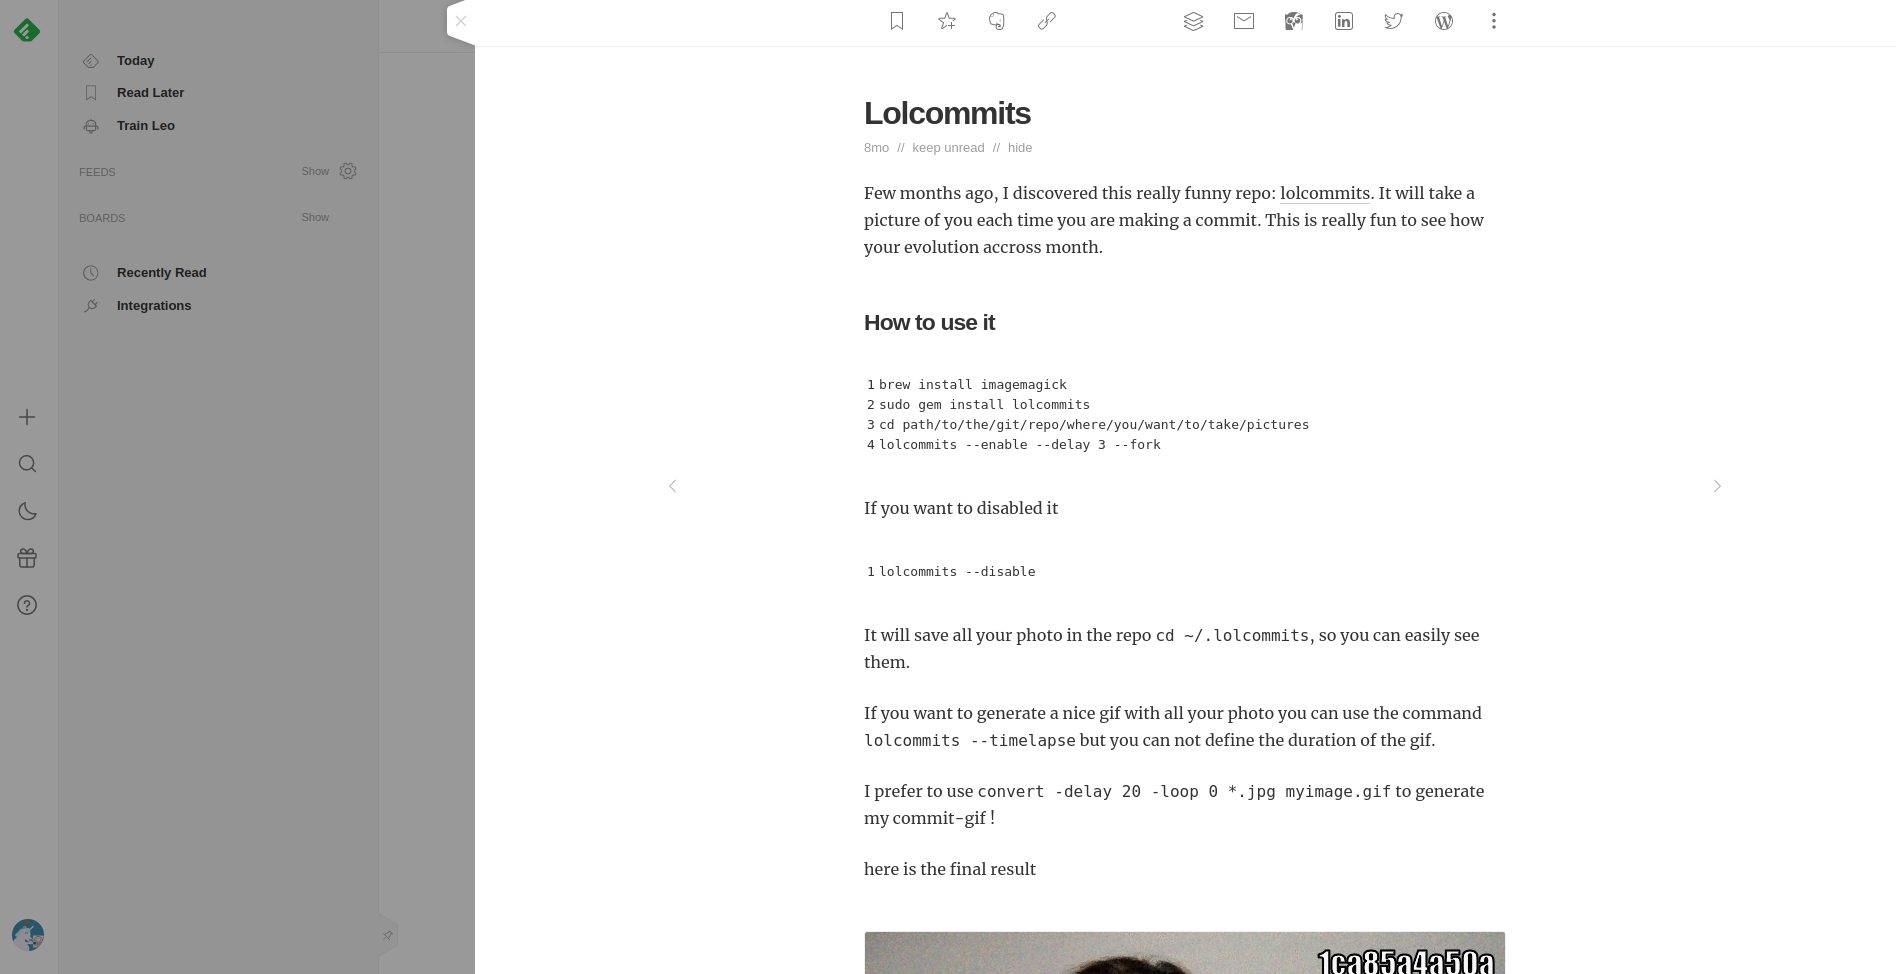 Today
Read Later
Train Leo
FEEDS
Show
BOARDS
Show
Recently Read
Integrations
Lolcommits
8mo // keep unread // hide
Few months ago, I discovered this really funny repo: lolcommits. It will take a
picture of you each time you are making a commit. This is really fun to see how
your evolution accross month.
How to use it
1 brew install imagemagick
2 sudo gem install lolcommits
3 cd path/to/the/git/repo/where/you/want/to/take/pictures
4 lolcommits --enable --delay 3 --fork
If you want to disabled it
1 lolcommits --disable
It will save all your photo in the repo cd ~/.lolcommits, so you can easily see
them.
If you want to generate a nice gif with all your photo you can use the command
lolcommits --timelapse but you can not define the duration of the gif.
I prefer to use convert -delay 20 -loop 0 *.jpg myimage.gif to generate
my commit-gif !
here is the final result
1ca85a4a50a